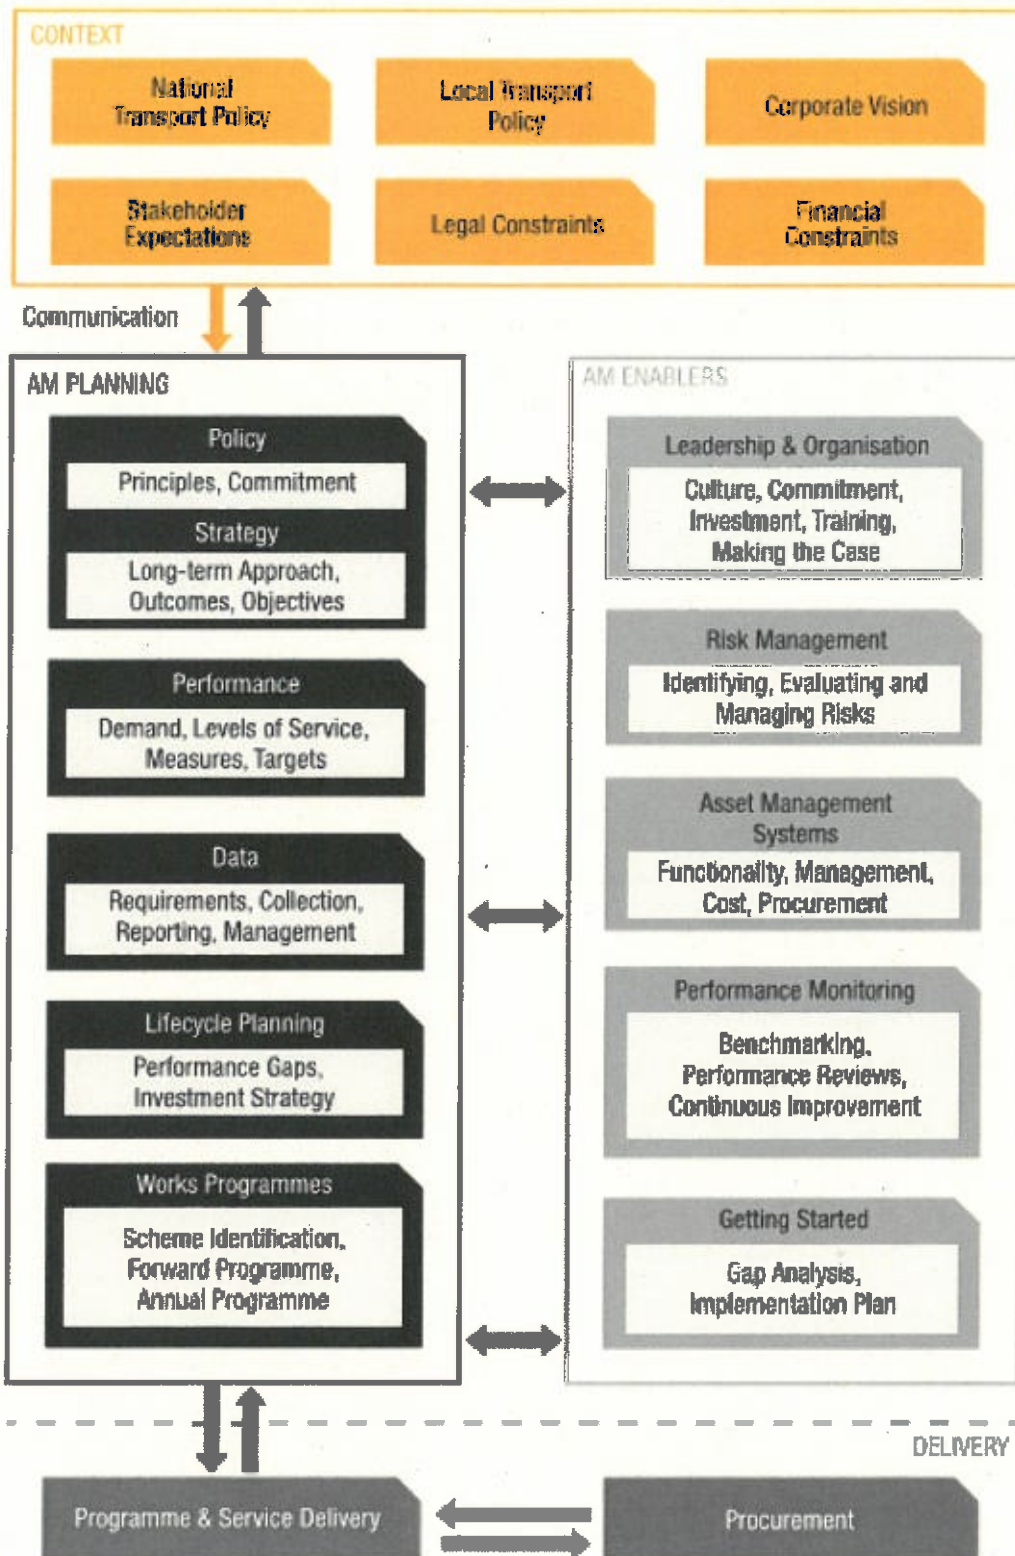 CONTEXT
National
Transport Policy
Local Transport
Policy
Corporate Vision
Stakeholder
Expectations
Legal Constraints
Financial
Constraints
Communication
AM PLANNING
Policy
Principles, Commitment
Strategy
Long-term Approach,
Outcomes, Objectives
Performance
Demand, Levels of Service,
Measures, Targets
Data
Requirements, Collection,
Reporting, Management
Lifecycle Planning
Performance Gaps,
Investment Strategy
Works Programmes
Scheme Identification,
Forward Programme,
Annual Programme
AM ENABLERS
Leadership & Organisation
Culture, Commitment,
Investment, Training,
Making the Case
Risk Management
Identifying, Evaluating and
Managing Risks
Asset Management
Systems
Functionality, Management,
Cost, Procurement
Performance Monitoring
Benchmarking,
Performance Reviews,
Continuous Improvement
Getting Started
Gap Analysis,
Implementation Plan
DELIVERY
Programme & Service Delivery
Procurement